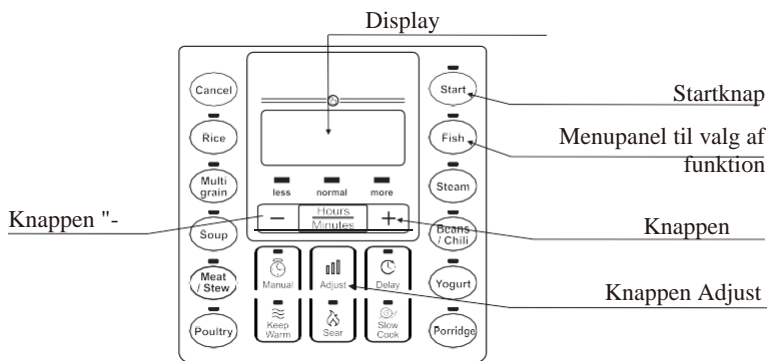 Display
Cancel
Start
Startknap
Rice
Fish
Menupanel til valg af
funktion
Multi
grain
less normal more
Steam
Hours
Minutes
− +
Knappen "-
Soup
Beans
/ Chili
Knappen
Meat
/ Stew
Manual
Adjust
Delay
Yogurt
Knappen Adjust
Poultry
Keep
Warm
Sear
Slow
Cook
Porridge